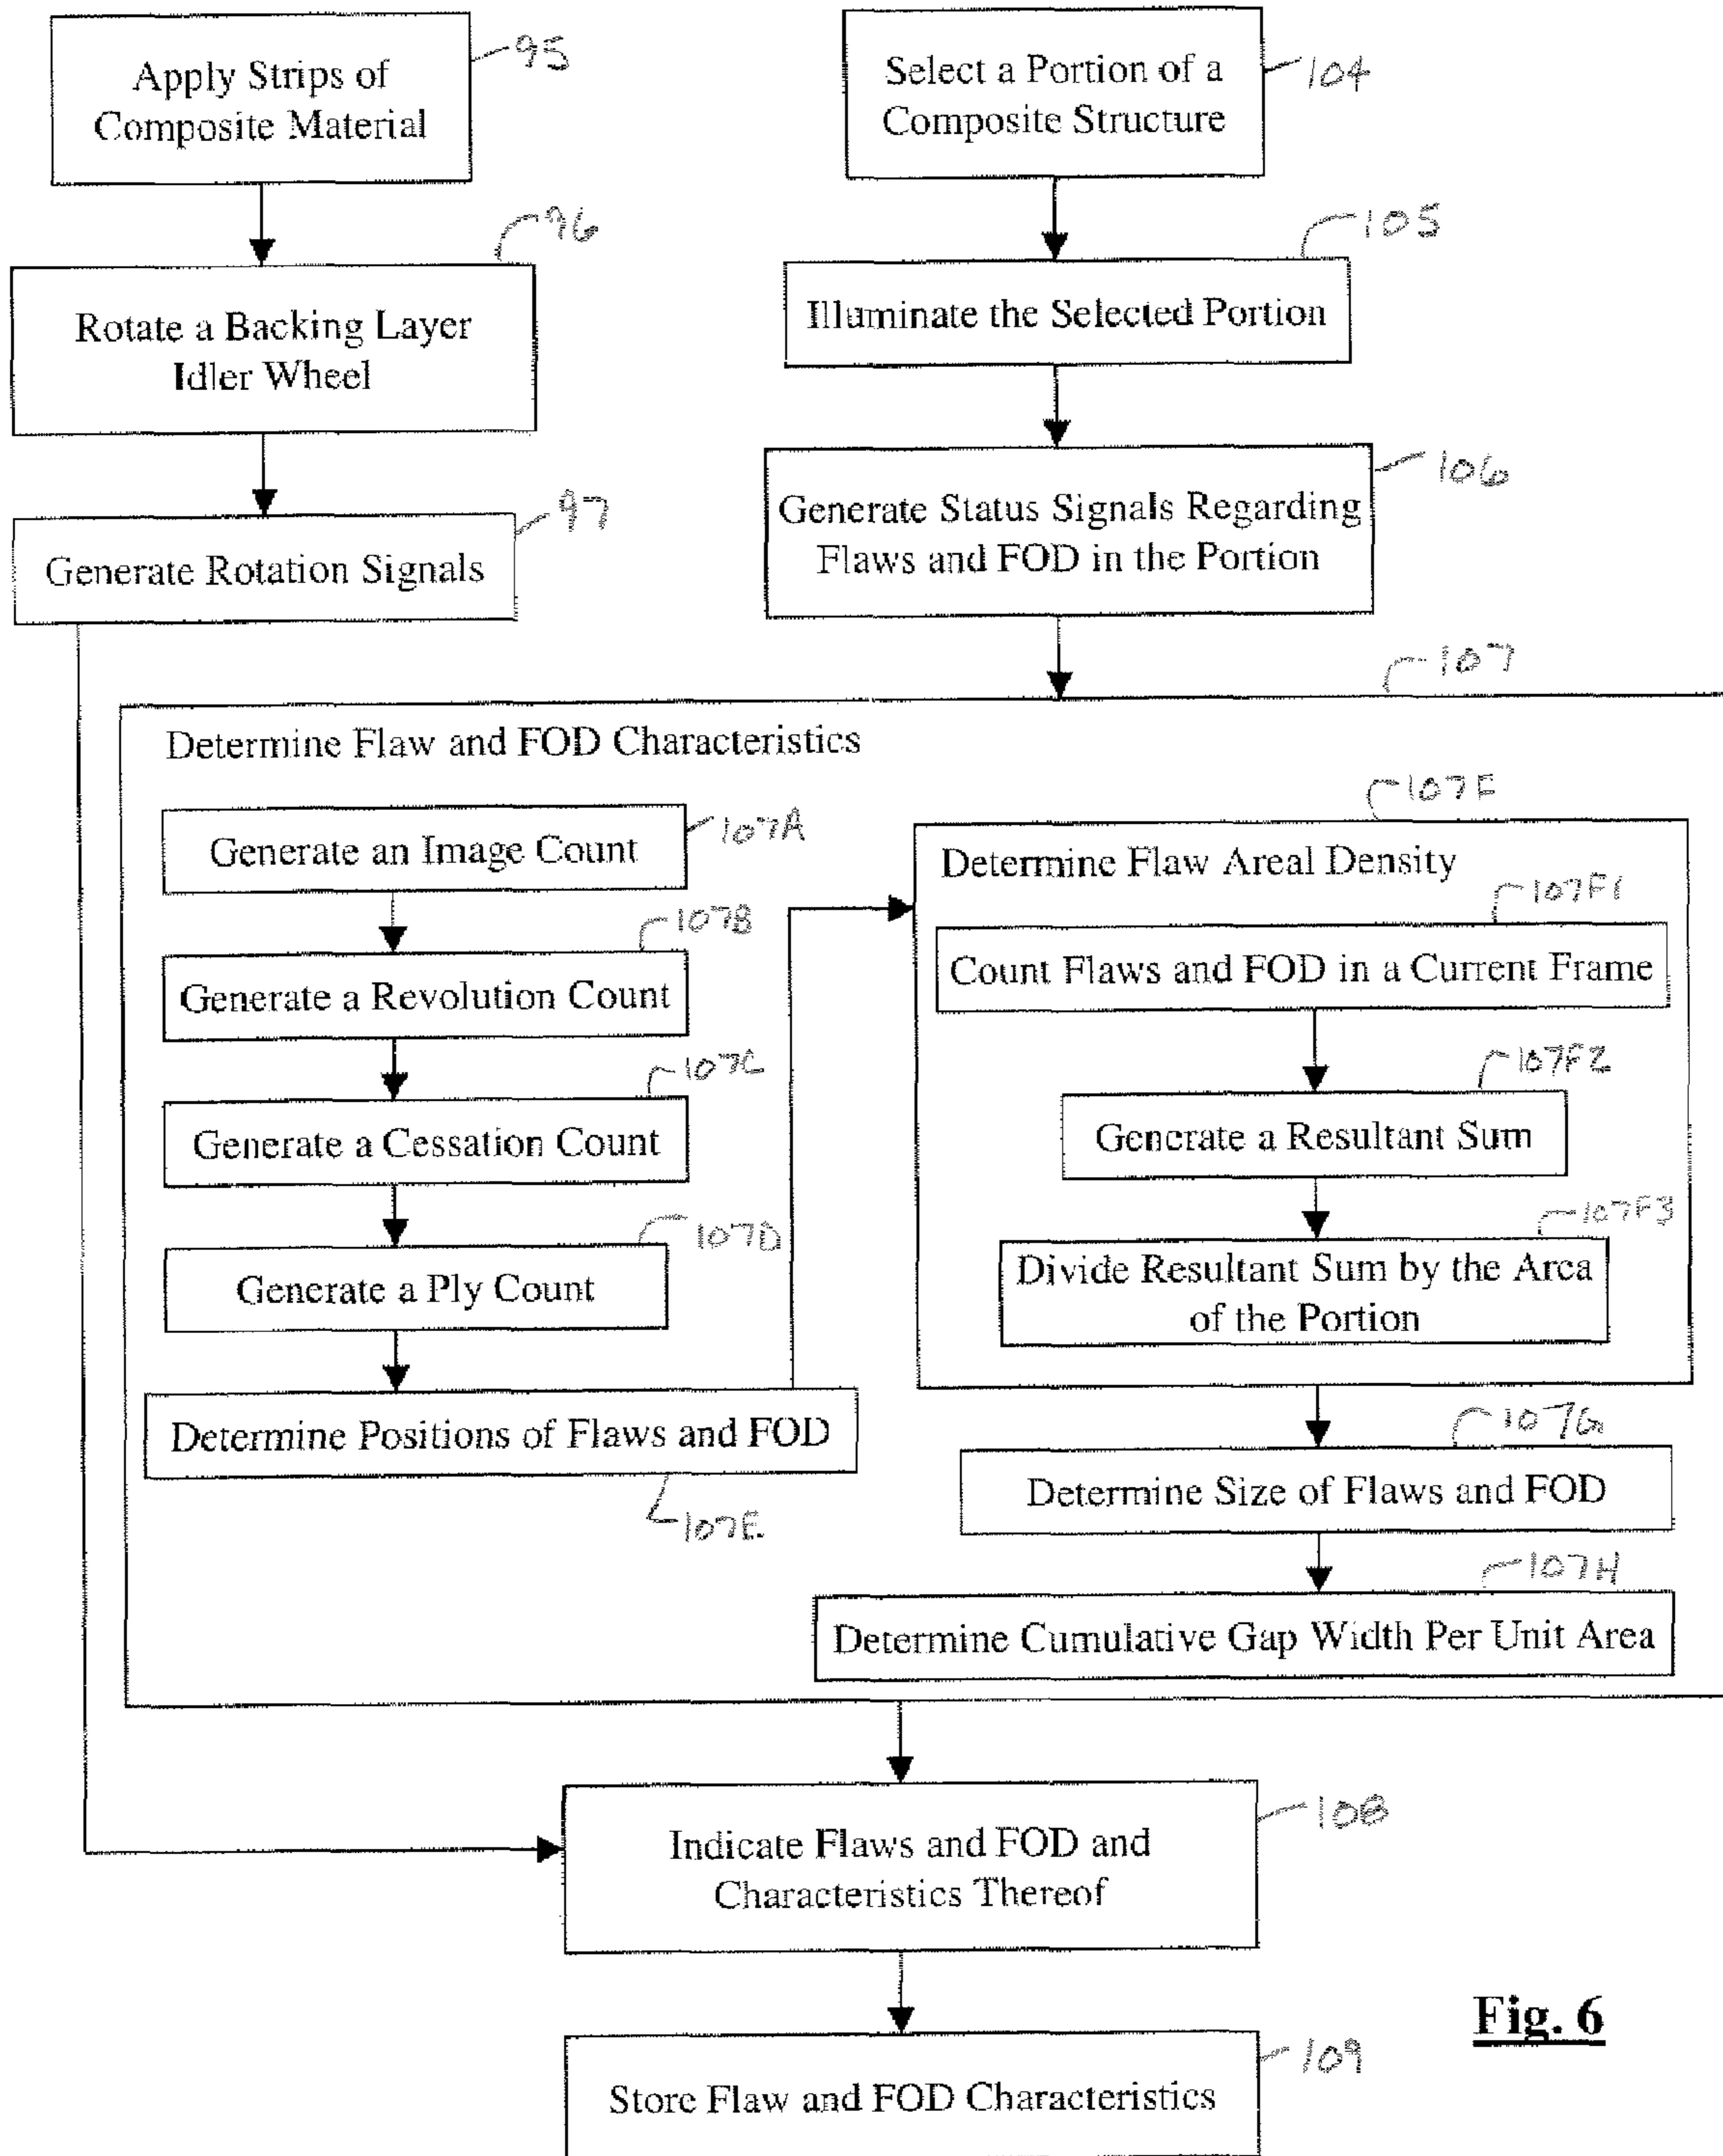 Apply Strips of
Composite Material
95
Rotate a Backing Layer
Idler Wheel
96
Generate Rotation Signals
97
Select a Portion of a
Composite Structure
104
Illuminate the Selected Portion
105
Generate Status Signals Regarding
Flaws and FOD in the Portion
106
107
Determine Flaw and FOD Characteristics
Generate an Image Count
107A
Generate a Revolution Count
107B
Generate a Cessation Count
107C
Generate a Ply Count
107D
Determine Positions of Flaws and FOD
107E
107F
Determine Flaw Areal Density
107F1
Count Flaws and FOD in a Current Frame
107F2
Generate a Resultant Sum
107F3
Divide Resultant Sum by the Area
of the Portion
107G
Determine Size of Flaws and FOD
107H
Determine Cumulative Gap Width Per Unit Area
Indicate Flaws and FOD and
Characteristics Thereof
108
Store Flaw and FOD Characteristics
109
Fig. 6